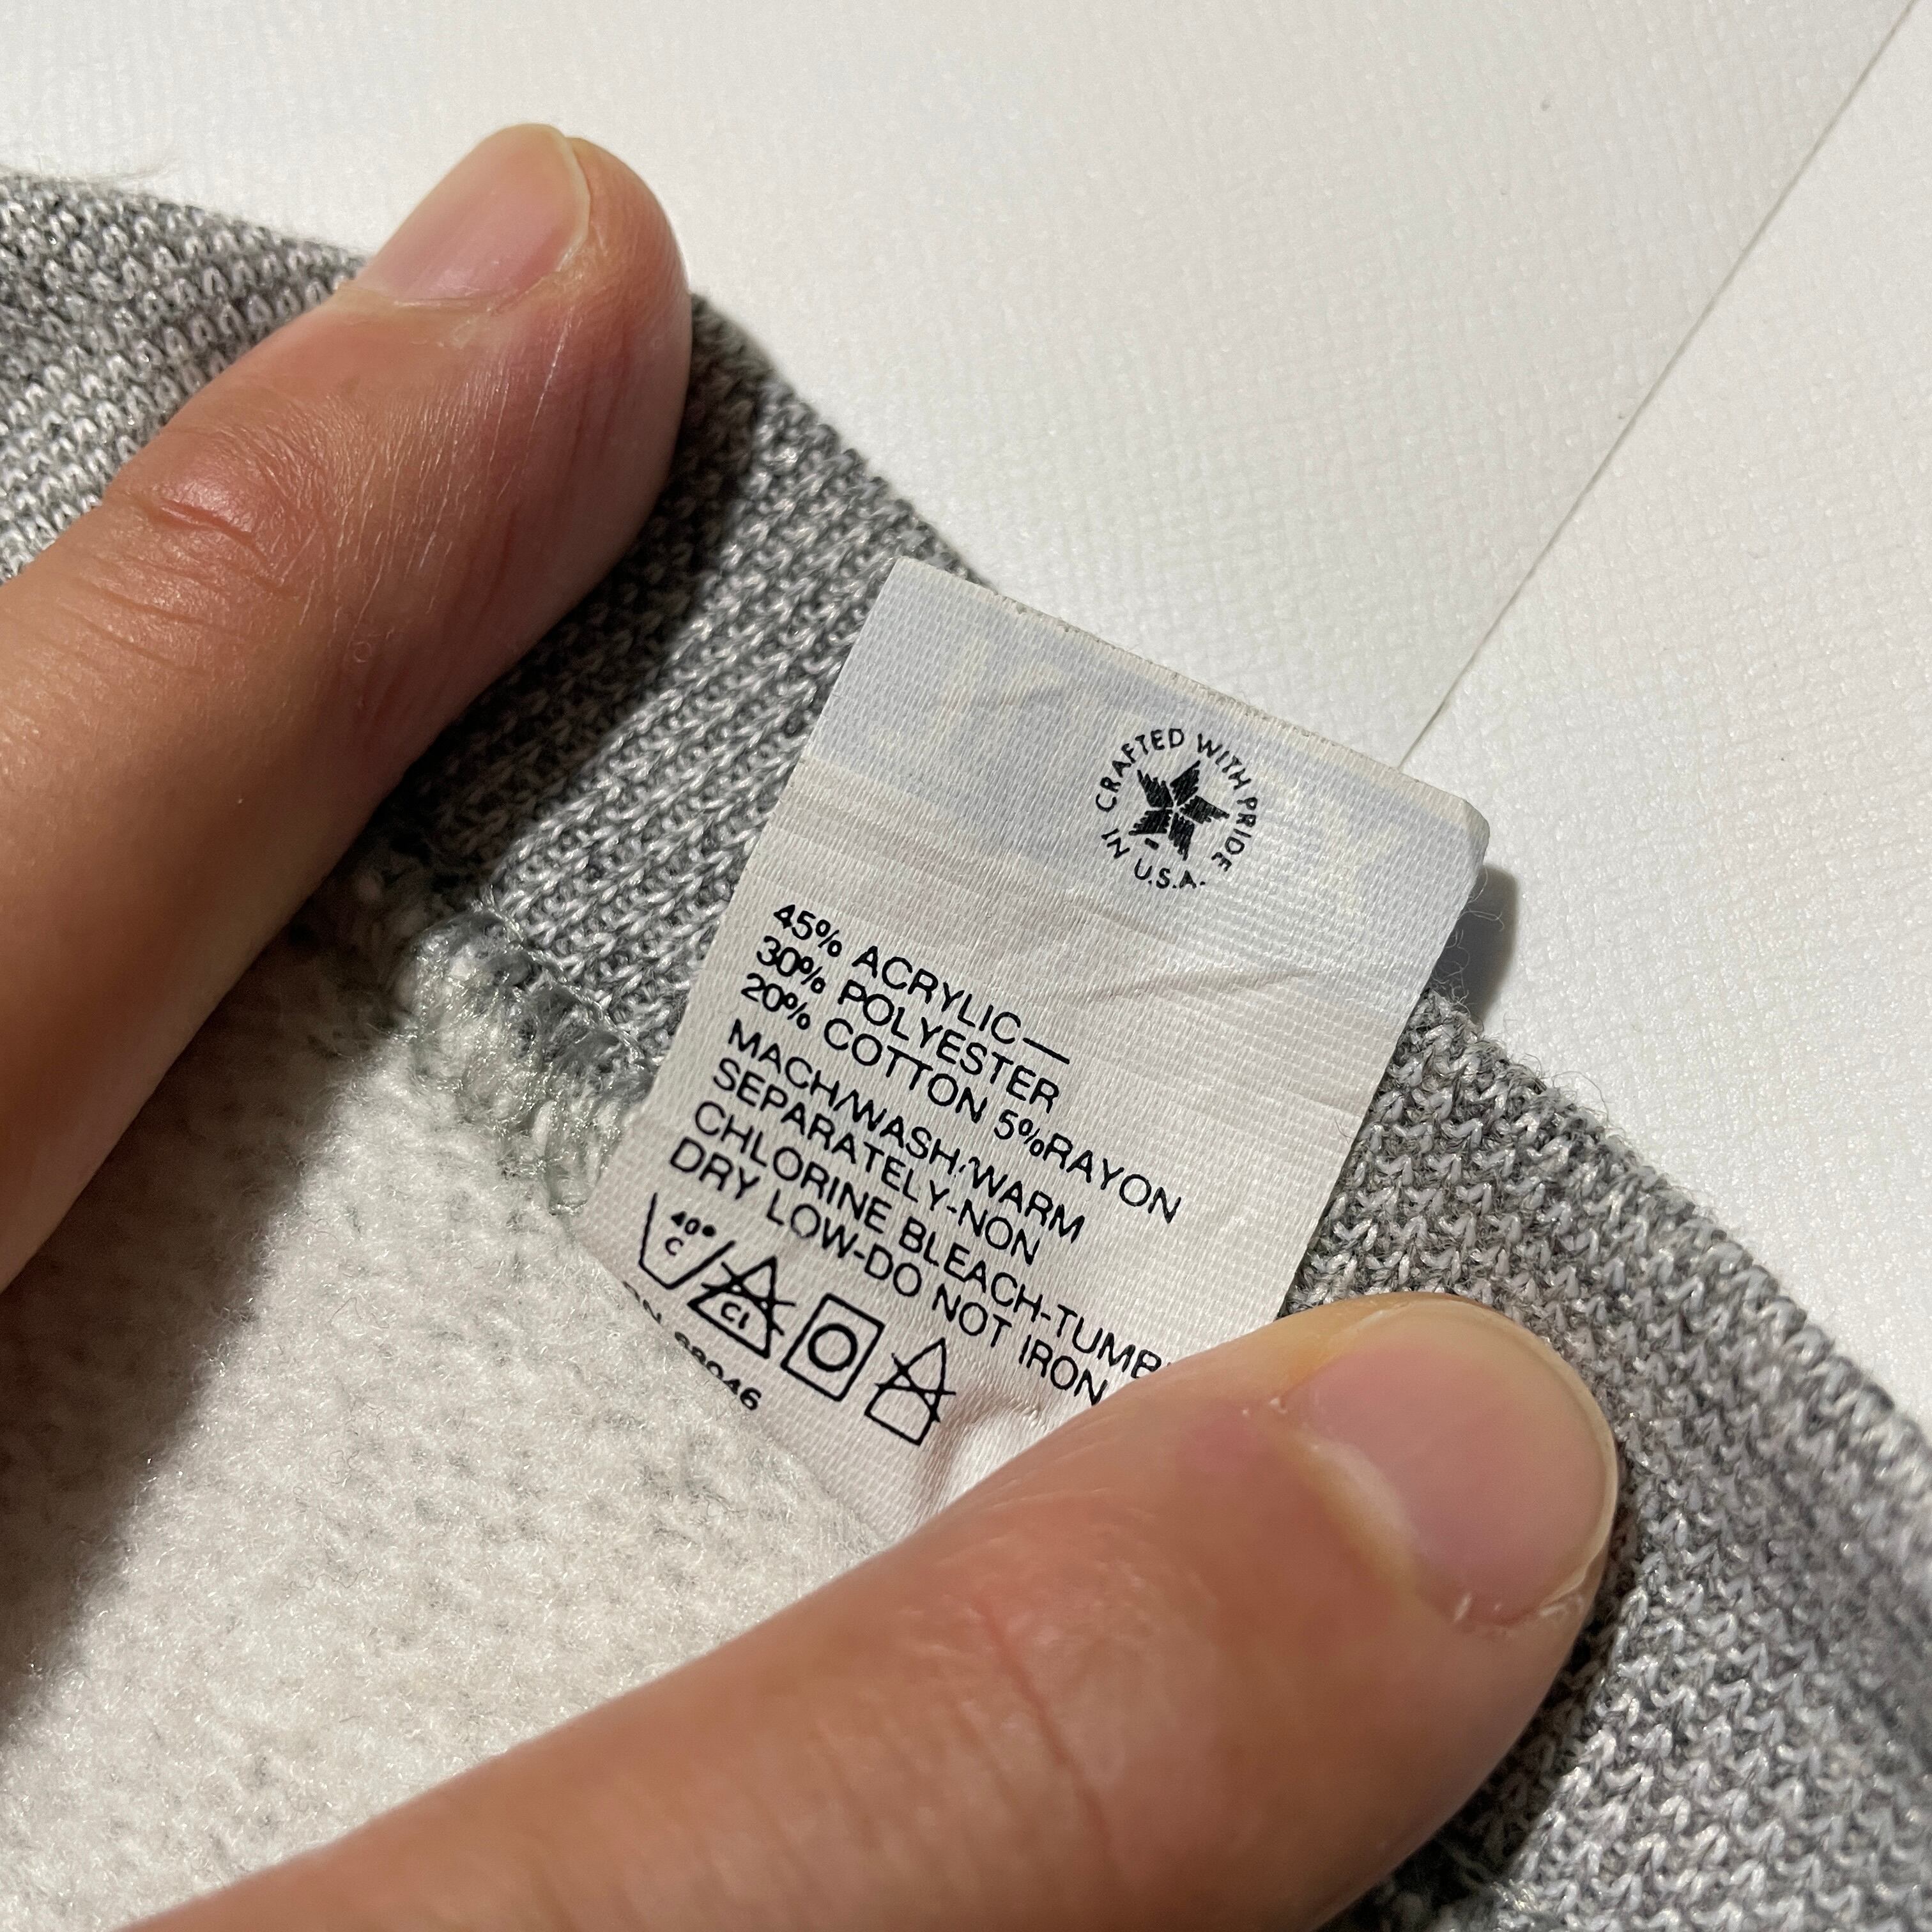 CRAFTED WITH PRIDE
IN U.S.A.
45% ACRYLIC—
30% POLYESTER
20% COTTON 5%RAYON
MACH/WASH/WARM
SEPARATELY-NON
CHLORINE BLEACH-TUMB
DRY LOW-DO NOT IRON
40°
C
Cl